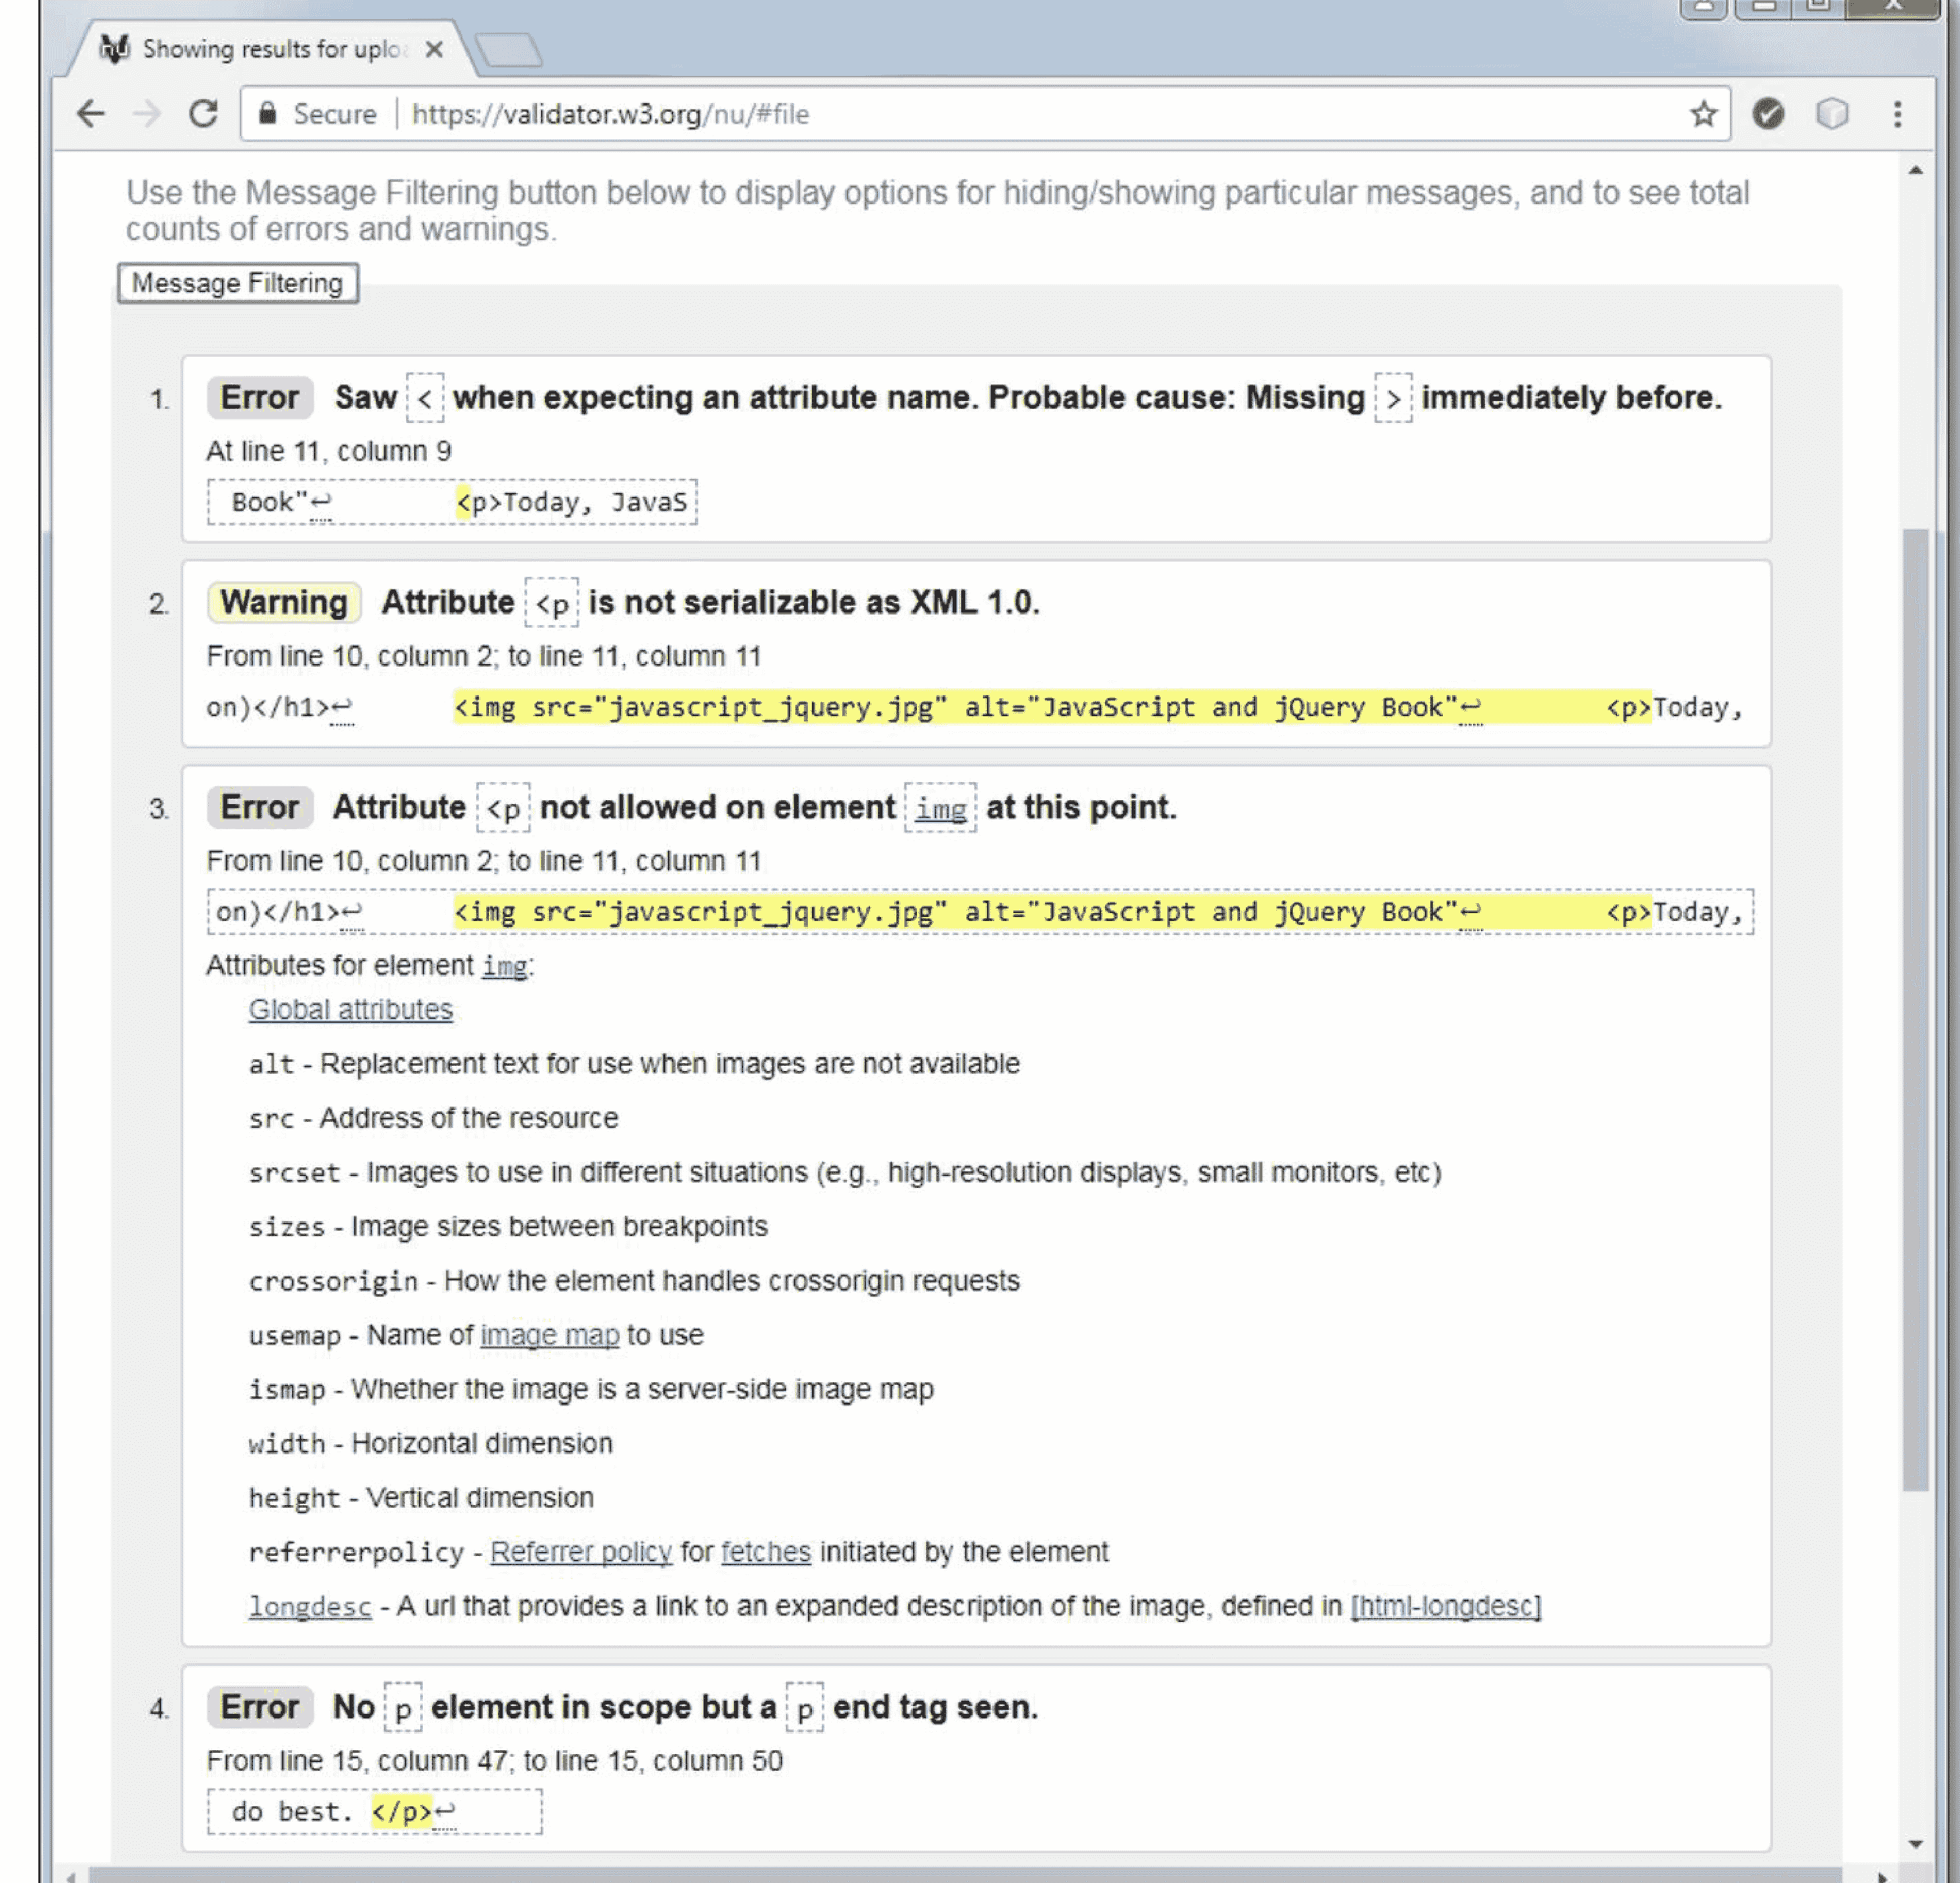 Showing results for uploa
Secure https://validator.w3.org/nu/#file
Use the Message Filtering button below to display options for hiding/showing particular messages, and to see total
counts of errors and warnings.
Message Filtering
1. Error Saw < when expecting an attribute name. Probable cause: Missing > immediately before.
At line 11, column 9
Book"↩ <p>Today, JavaS
2. Warning Attribute <p is not serializable as XML 1.0.
From line 10, column 2; to line 11, column 11
on)</h1>↩ <img src="javascript_jquery.jpg" alt="JavaScript and jQuery Book"↩ <p>Today,
3. Error Attribute <p not allowed on element img at this point.
From line 10, column 2; to line 11, column 11
on)</h1>↩ <img src="javascript_jquery.jpg" alt="JavaScript and jQuery Book"↩ <p>Today,
Attributes for element img:
Global attributes
alt - Replacement text for use when images are not available
src - Address of the resource
srcset - Images to use in different situations (e.g., high-resolution displays, small monitors, etc)
sizes - Image sizes between breakpoints
crossorigin - How the element handles crossorigin requests
usemap - Name of image map to use
ismap - Whether the image is a server-side image map
width - Horizontal dimension
height - Vertical dimension
referrerpolicy - Referrer policy for fetches initiated by the element
longdesc - A url that provides a link to an expanded description of the image, defined in [html-longdesc]
4. Error No p element in scope but a p end tag seen.
From line 15, column 47; to line 15, column 50
do best. </p>↩